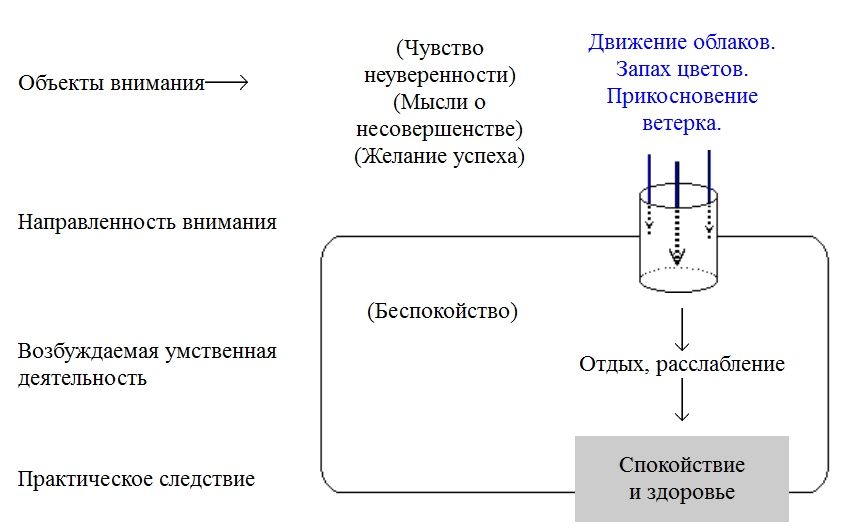 Объекты внимания
(Чувство
неуверенности)
(Мысли о
несовершенстве)
(Желание успеха)
Движение облаков.
Запах цветов.
Прикосновение
ветерка.
Направленность внимания
(Беспокойство)
Возбуждаемая умственная
деятельность
Отдых, расслабление
Практическое следствие
Спокойствие
и здоровье